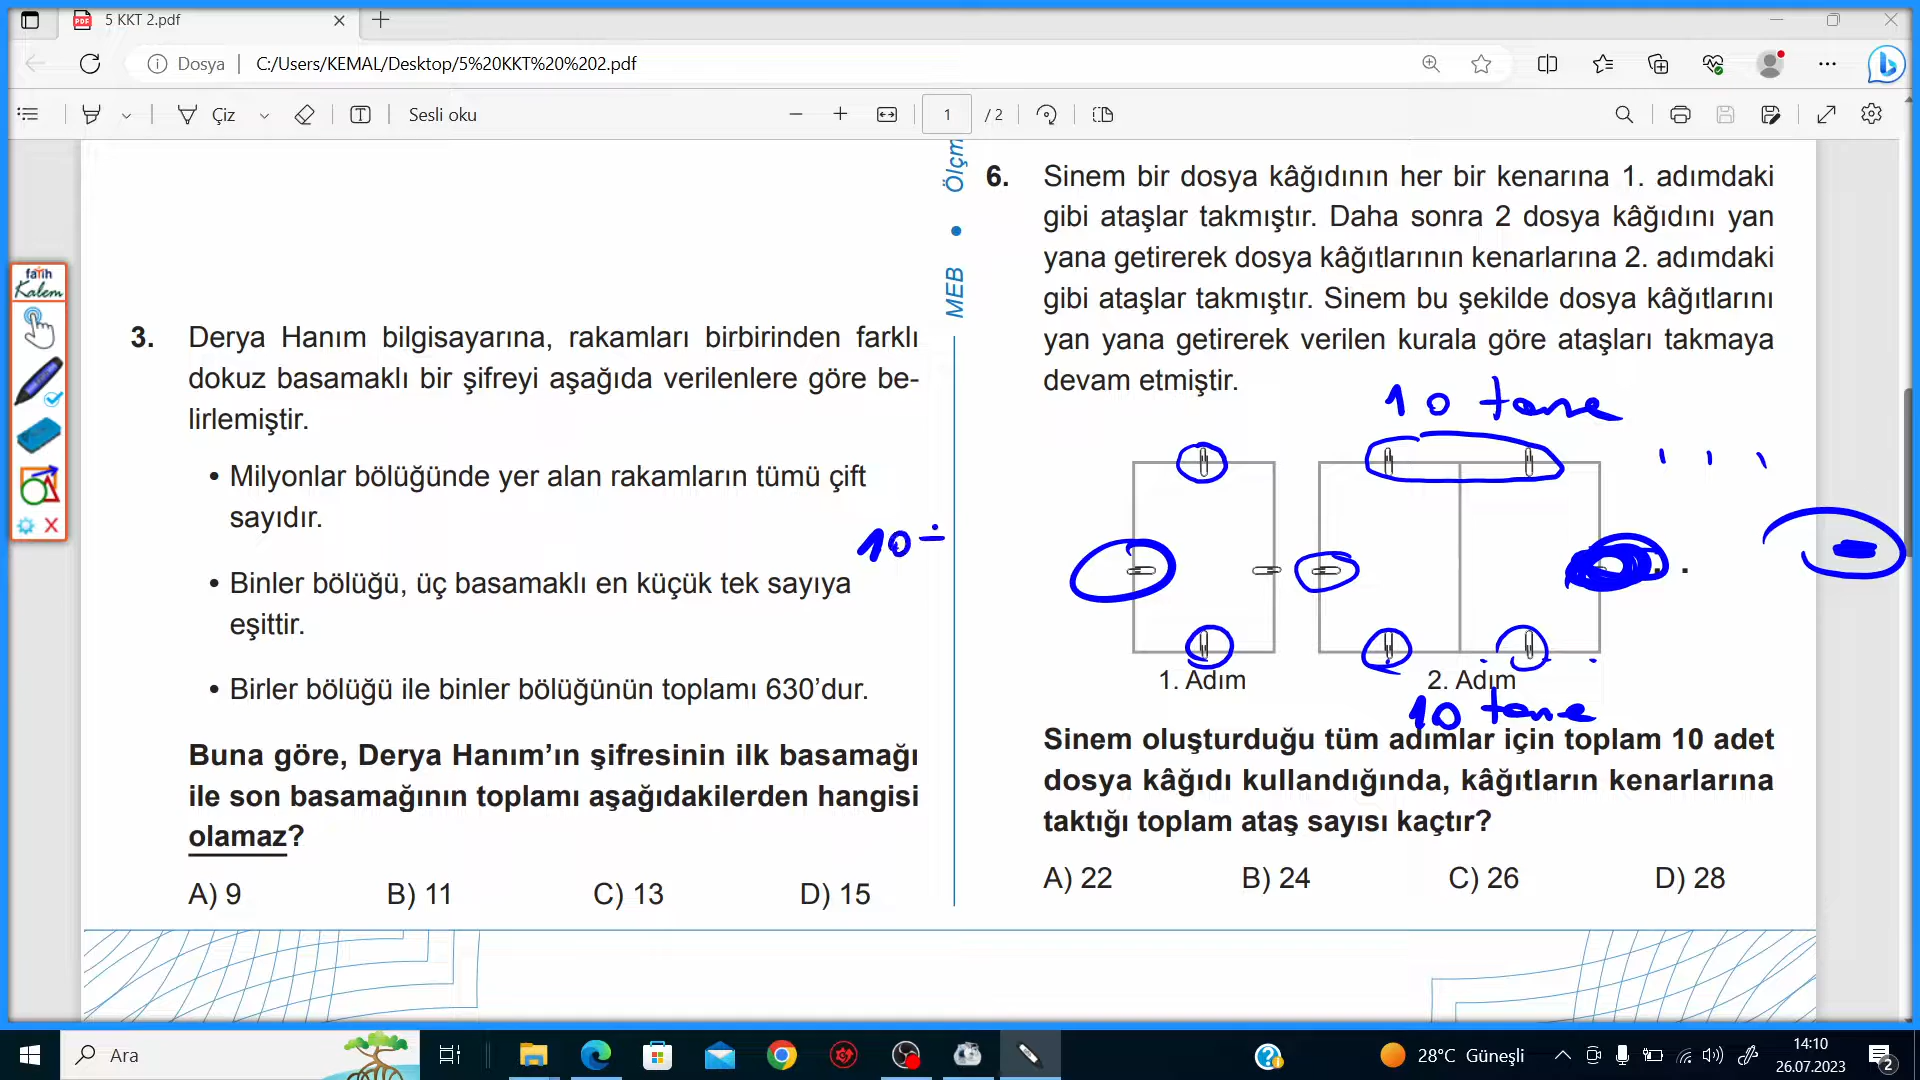 5 KKT 2.pdf
Dosya
C:/Users/KEMAL/Desktop/5%20KKT%20%202.pdf
Çiz
Sesli oku
1
/ 2
fatih
Kalem
MEB • Ölçm
3. Derya Hanım bilgisayarına, rakamları birbirinden farklı
dokuz basamaklı bir şifreyi aşağıda verilenlere göre be-
lirlemiştir.
• Milyonlar bölüğünde yer alan rakamların tümü çift
sayıdır.
• Binler bölüğü, üç basamaklı en küçük tek sayıya
eşittir.
• Birler bölüğü ile binler bölüğünün toplamı 630’dur.
Buna göre, Derya Hanım’ın şifresinin ilk basamağı
ile son basamağının toplamı aşağıdakilerden hangisi
olamaz?
A) 9 B) 11 C) 13 D) 15
10
6. Sinem bir dosya kâğıdının her bir kenarına 1. adımdaki
gibi ataşlar takmıştır. Daha sonra 2 dosya kâğıdını yan
yana getirerek dosya kâğıtlarının kenarlarına 2. adımdaki
gibi ataşlar takmıştır. Sinem bu şekilde dosya kâğıtlarını
yan yana getirerek verilen kurala göre ataşları takmaya
devam etmiştir.
10 tane
1. Adım 2. Adım
10 tane
Sinem oluşturduğu tüm adımlar için toplam 10 adet
dosya kâğıdı kullandığında, kâğıtların kenarlarına
taktığı toplam ataş sayısı kaçtır?
A) 22 B) 24 C) 26 D) 28
Ara
28°C Güneşli
14:10
26.07.2023
2